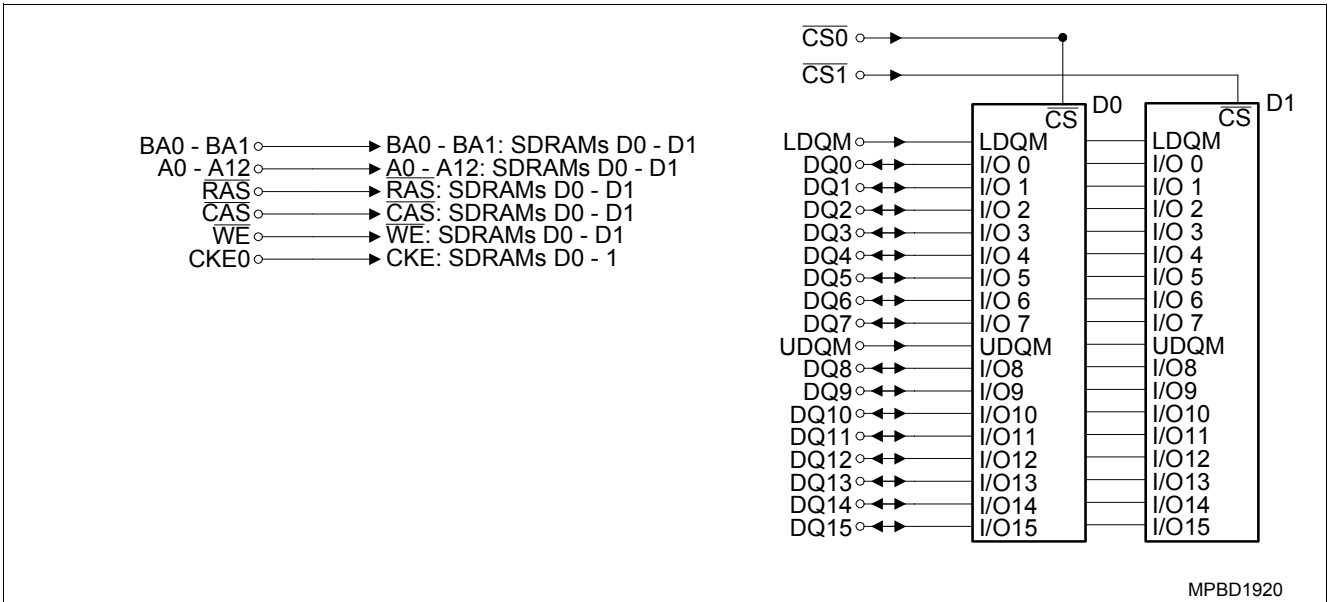 CS0
CS1
BA0 - BA1 BA0 - BA1: SDRAMs D0 - D1
A0 - A12 A0 - A12: SDRAMs D0 - D1
RAS RAS: SDRAMs D0 - D1
CAS CAS: SDRAMs D0 - D1
WE WE: SDRAMs D0 - D1
CKE0 CKE: SDRAMs D0 - 1
CS D0 CS D1
LDQM LDQM LDQM
DQ0 I/O 0 I/O 0
DQ1 I/O 1 I/O 1
DQ2 I/O 2 I/O 2
DQ3 I/O 3 I/O 3
DQ4 I/O 4 I/O 4
DQ5 I/O 5 I/O 5
DQ6 I/O 6 I/O 6
DQ7 I/O 7 I/O 7
UDQM UDQM UDQM
DQ8 I/O8 I/O8
DQ9 I/O9 I/O9
DQ10 I/O10 I/O10
DQ11 I/O11 I/O11
DQ12 I/O12 I/O12
DQ13 I/O13 I/O13
DQ14 I/O14 I/O14
DQ15 I/O15 I/O15
MPBD1920